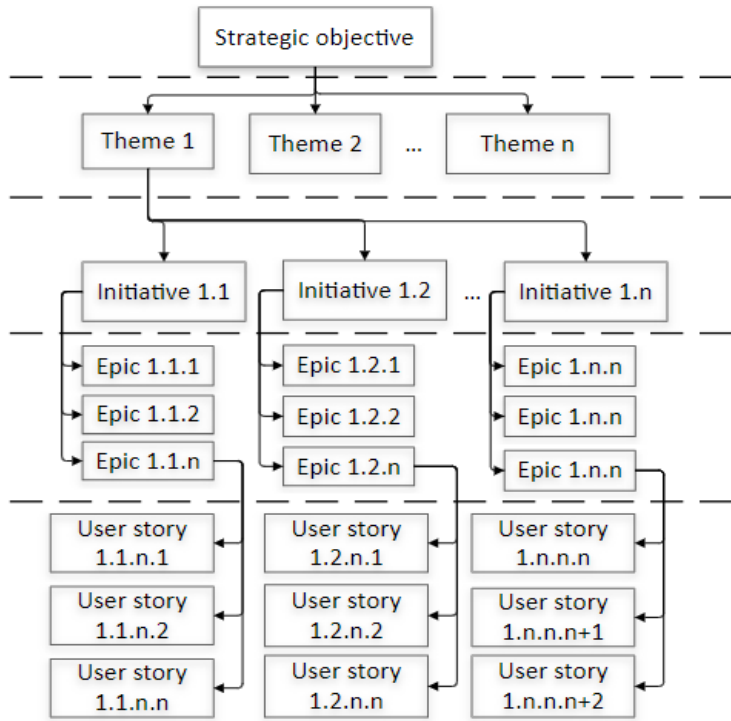 Strategic objective
Theme 1
Theme 2
...
Theme n
Initiative 1.1
Initiative 1.2
...
Initiative 1.n
Epic 1.1.1
Epic 1.2.1
Epic 1.n.n
Epic 1.1.2
Epic 1.2.2
Epic 1.n.n
Epic 1.1.n
Epic 1.2.n
Epic 1.n.n
User story
1.1.n.1
User story
1.2.n.1
User story
1.n.n.n
User story
1.1.n.2
User story
1.2.n.2
User story
1.n.n.n+1
User story
1.1.n.n
User story
1.2.n.n
User story
1.n.n.n+2